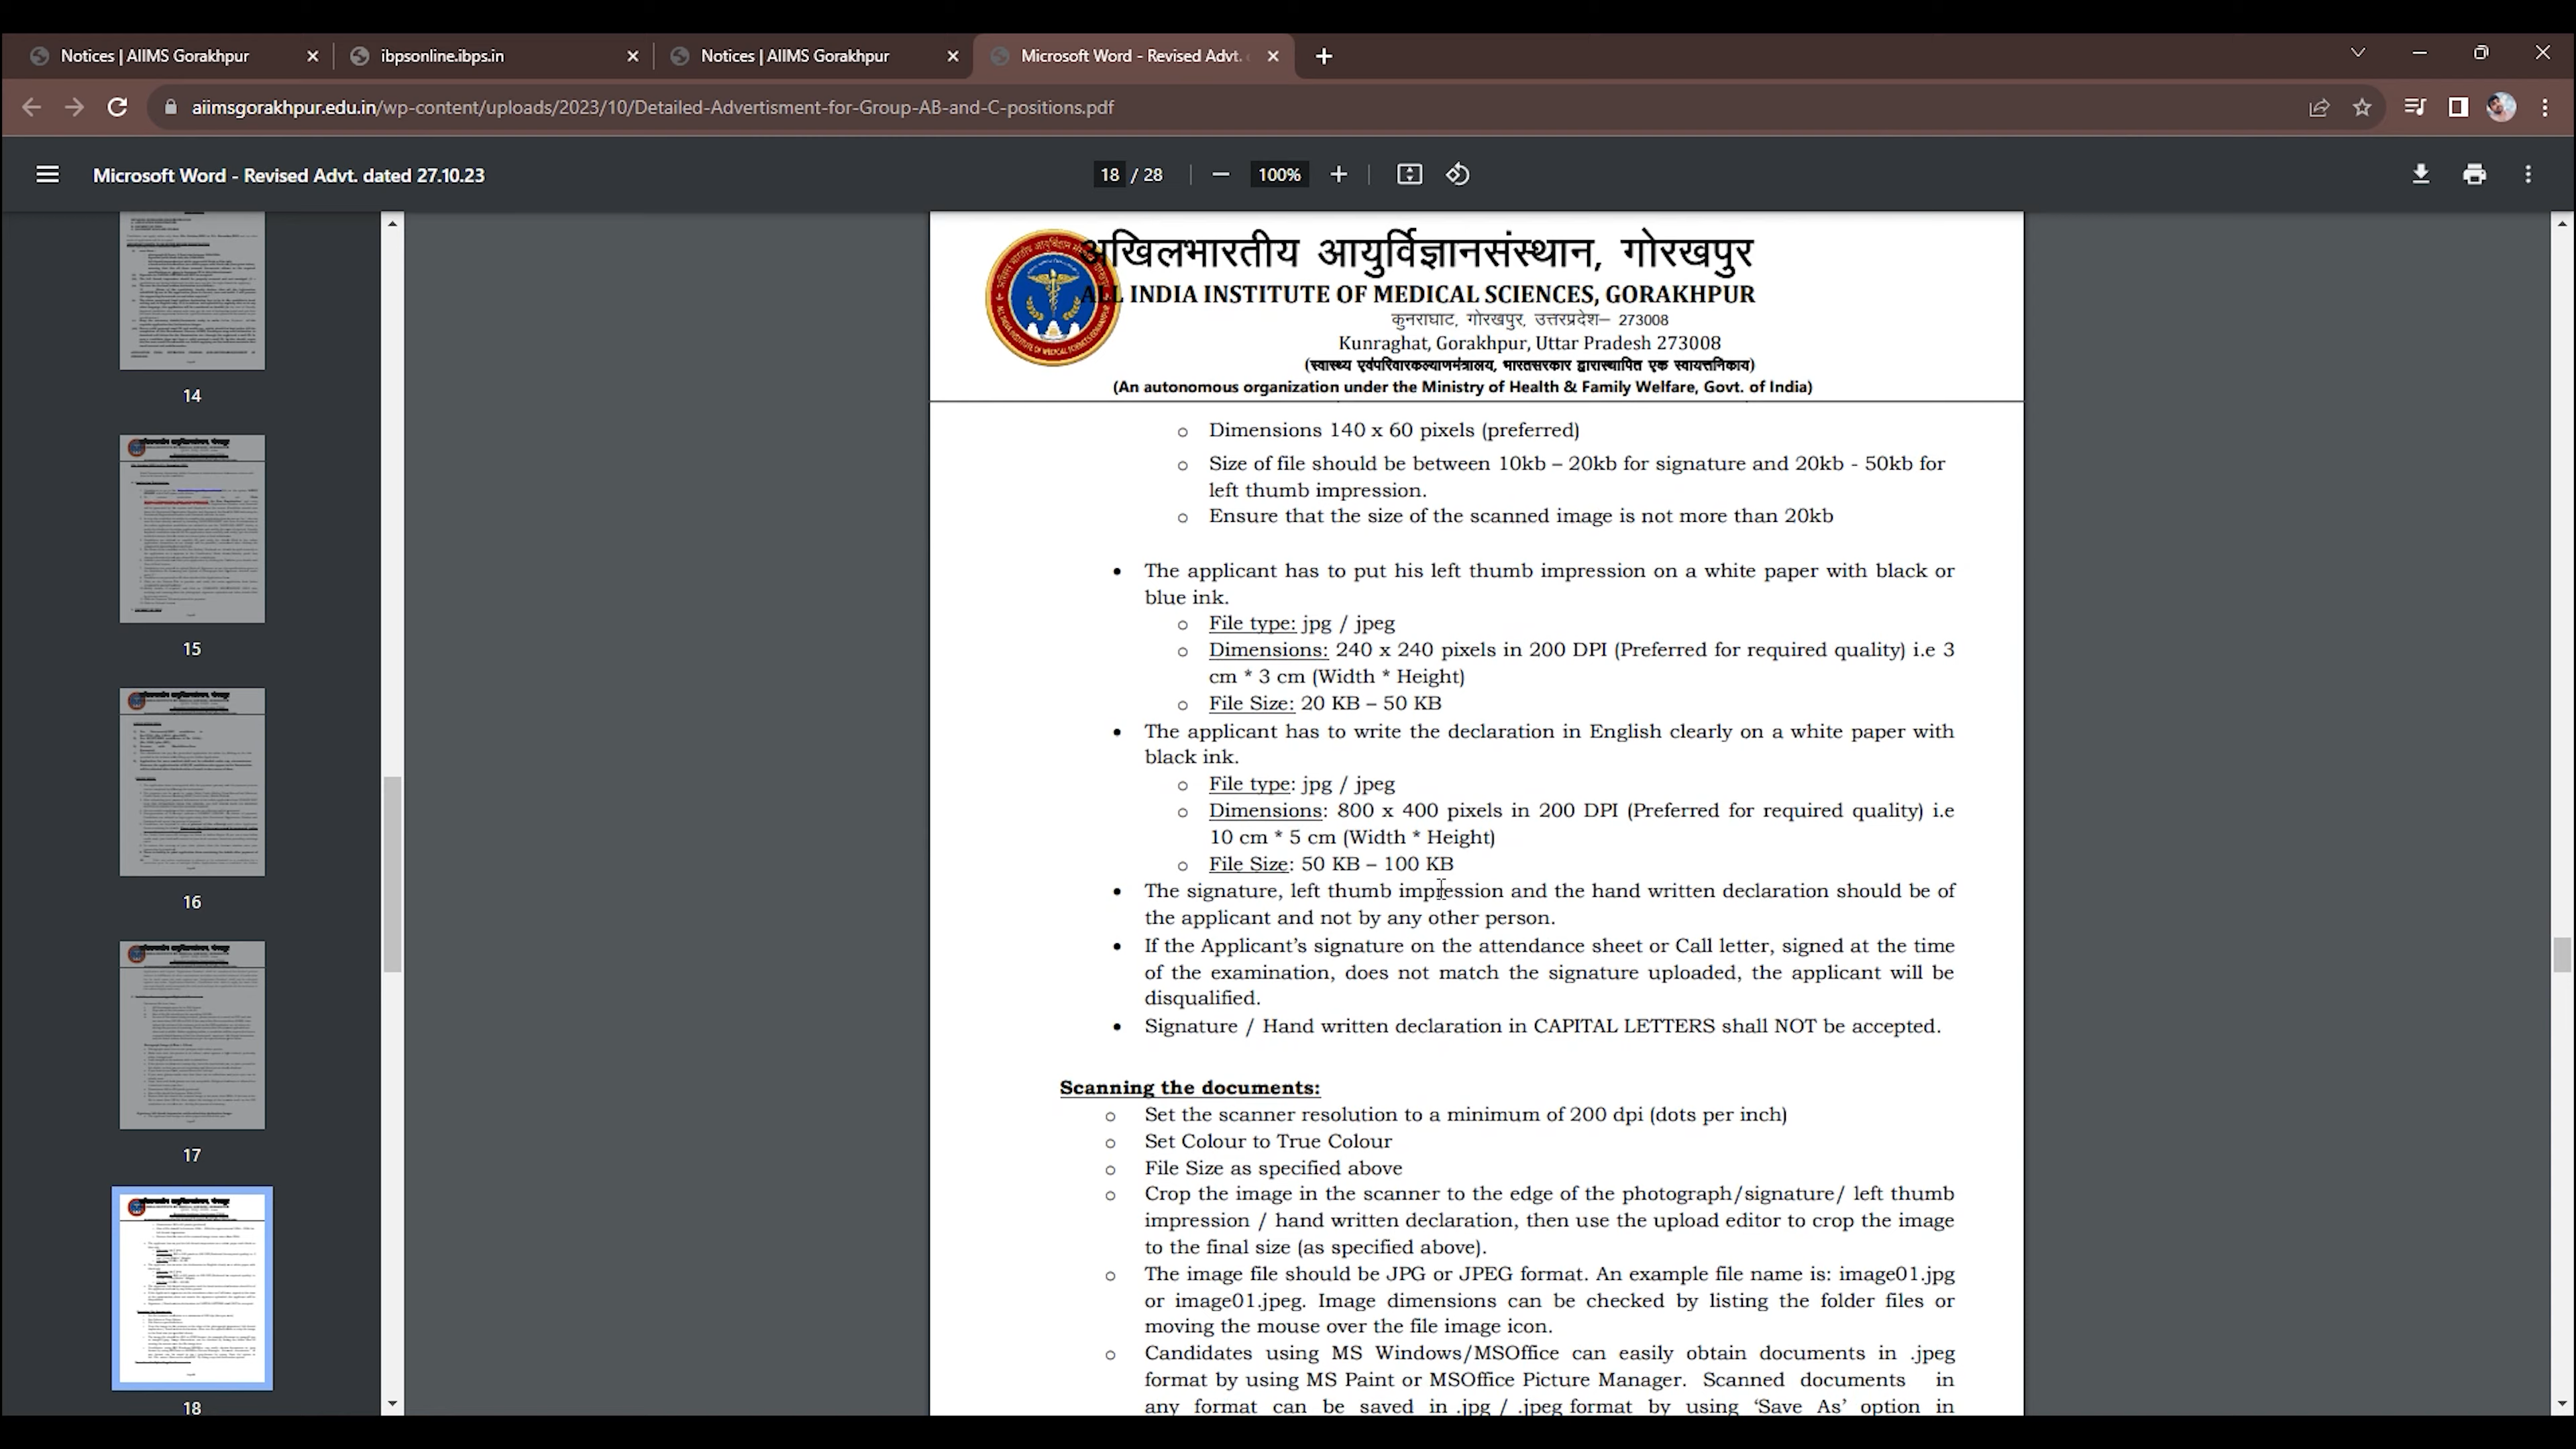 Notices | AIIMS Gorakhpur
ibpsonline.ibps.in
Notices | AIIMS Gorakhpur
Microsoft Word - Revised Advt.
aiimsgorakhpur.edu.in/wp-content/uploads/2023/10/Detailed-Advertisment-for-Group-AB-and-C-positions.pdf
Microsoft Word - Revised Advt. dated 27.10.23
18 / 28
100%
14
15
16
17
18
अखिलभारतीय आयुर्विज्ञानसंस्थान, गोरखपुर
ALL INDIA INSTITUTE OF MEDICAL SCIENCES, GORAKHPUR
कुनराघाट, गोरखपुर, उत्तरप्रदेश– 273008
Kunraghat, Gorakhpur, Uttar Pradesh 273008
(स्वास्थ्य एवंपरिवारकल्याणमंत्रालय, भारतसरकार द्वारास्थापित एक स्वायत्तनिकाय)
(An autonomous organization under the Ministry of Health & Family Welfare, Govt. of India)
o Dimensions 140 x 60 pixels (preferred)
o Size of file should be between 10kb – 20kb for signature and 20kb - 50kb for
left thumb impression.
o Ensure that the size of the scanned image is not more than 20kb
• The applicant has to put his left thumb impression on a white paper with black or
blue ink.
o File type: jpg / jpeg
o Dimensions: 240 x 240 pixels in 200 DPI (Preferred for required quality) i.e 3
cm * 3 cm (Width * Height)
o File Size: 20 KB – 50 KB
• The applicant has to write the declaration in English clearly on a white paper with
black ink.
o File type: jpg / jpeg
o Dimensions: 800 x 400 pixels in 200 DPI (Preferred for required quality) i.e
10 cm * 5 cm (Width * Height)
o File Size: 50 KB – 100 KB
• The signature, left thumb impression and the hand written declaration should be of
the applicant and not by any other person.
• If the Applicant's signature on the attendance sheet or Call letter, signed at the time
of the examination, does not match the signature uploaded, the applicant will be
disqualified.
• Signature / Hand written declaration in CAPITAL LETTERS shall NOT be accepted.
Scanning the documents:
o Set the scanner resolution to a minimum of 200 dpi (dots per inch)
o Set Colour to True Colour
o File Size as specified above
o Crop the image in the scanner to the edge of the photograph/signature/ left thumb
impression / hand written declaration, then use the upload editor to crop the image
to the final size (as specified above).
o The image file should be JPG or JPEG format. An example file name is: image01.jpg
or image01.jpeg. Image dimensions can be checked by listing the folder files or
moving the mouse over the file image icon.
o Candidates using MS Windows/MSOffice can easily obtain documents in .jpeg
format by using MS Paint or MSOffice Picture Manager. Scanned documents in
any format can be saved in .jpg / .jpeg format by using 'Save As' option in